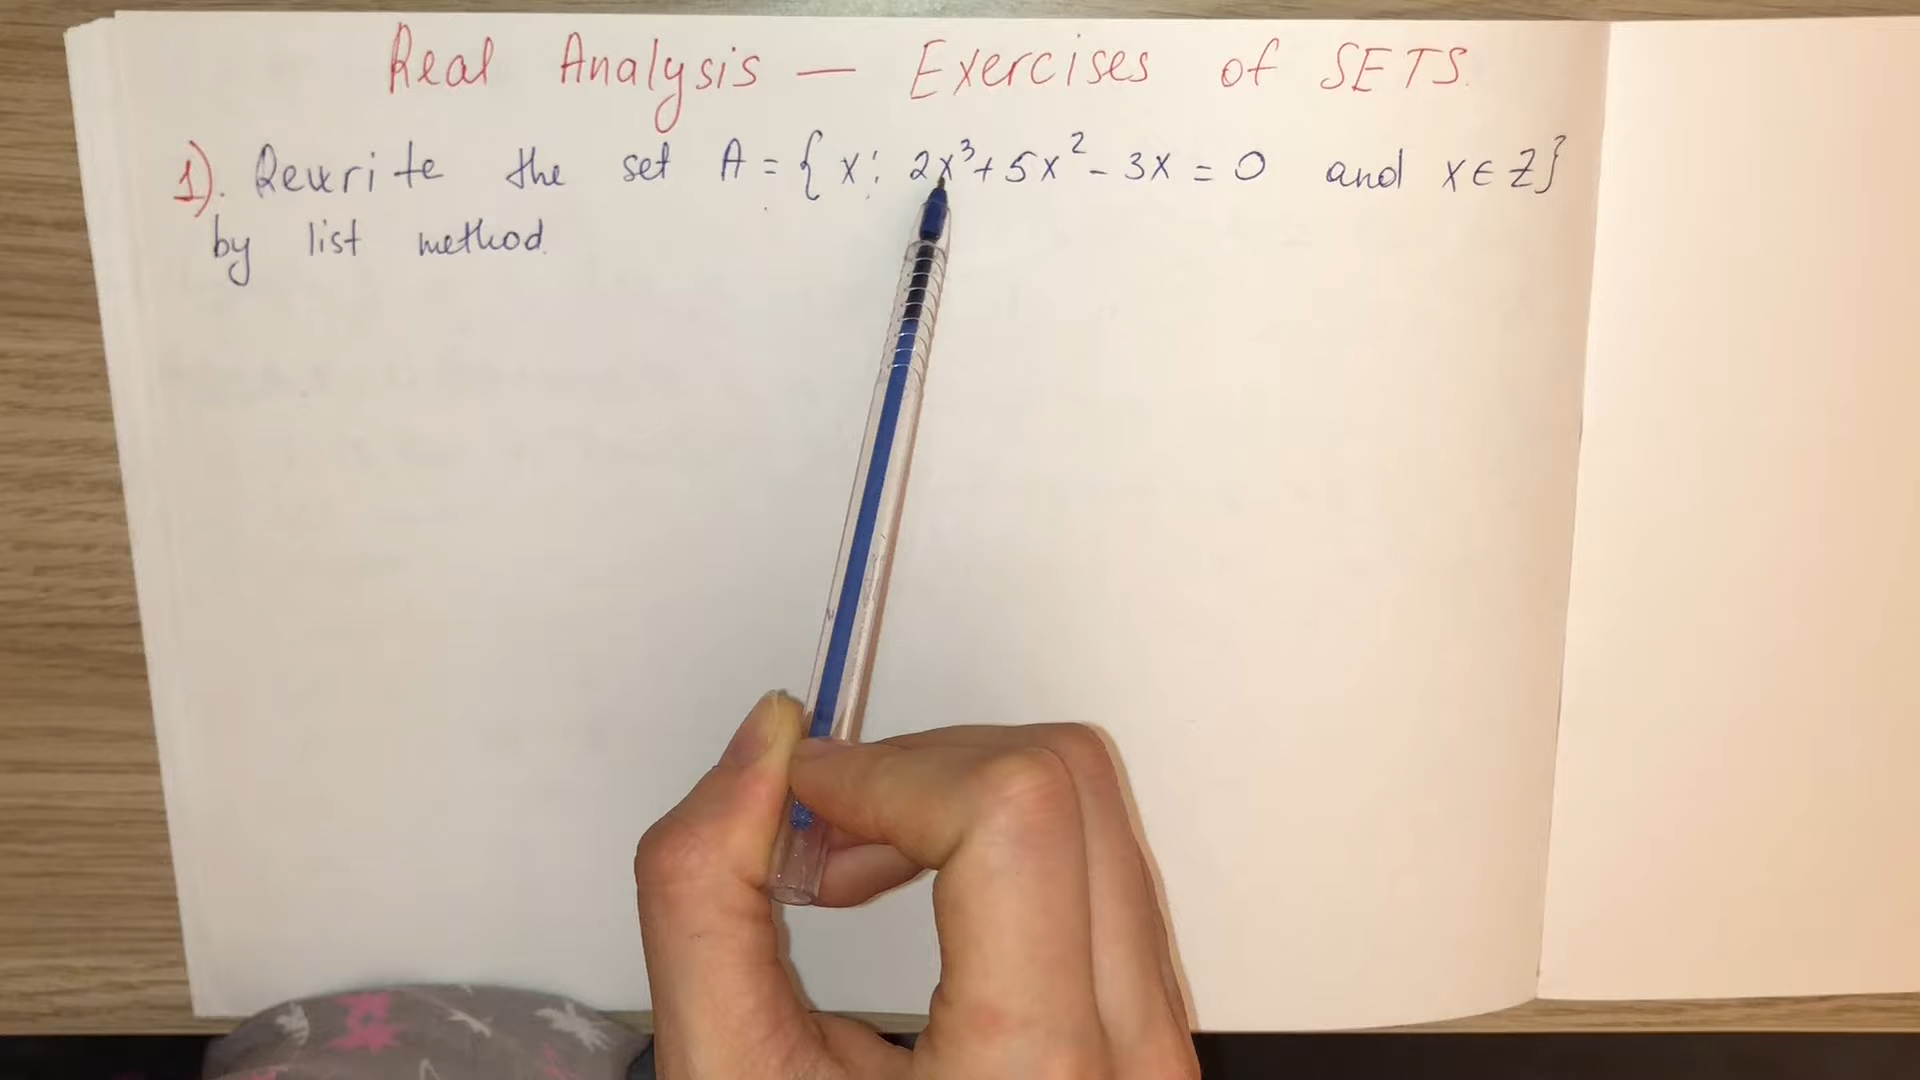 Real Analysis — Exercises of SETS.
1). Rewrite the set A = { x : 2x³ + 5x² - 3x = 0 and x ∈ Z }
by list method.